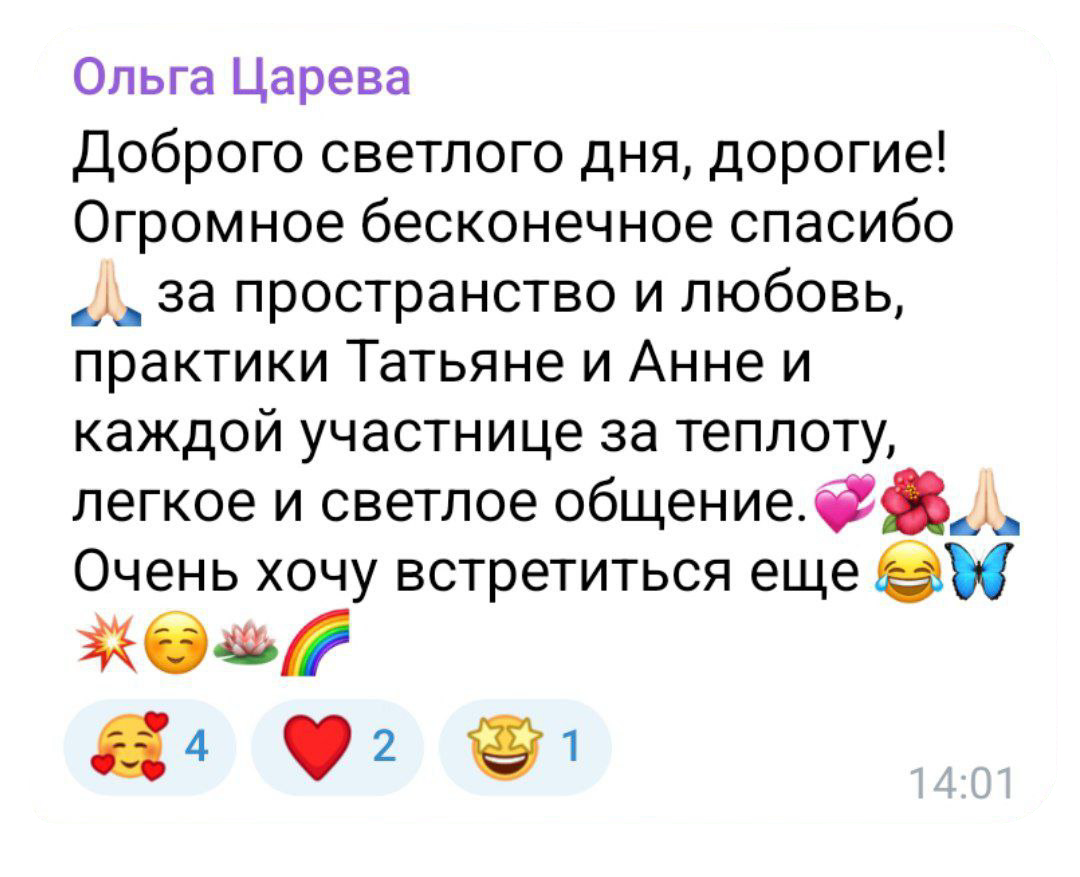 Ольга Царева
Доброго светлого дня, дорогие!
Огромное бесконечное спасибо
🙏🏻 за пространство и любовь,
практики Татьяне и Анне и
каждой участнице за теплоту,
легкое и светлое общение.💞🌺🙏🏻
Очень хочу встретиться еще 😂🦋
💥☺️🪷🌈
🥰 4 ❤️ 2 🤩 1
14:01